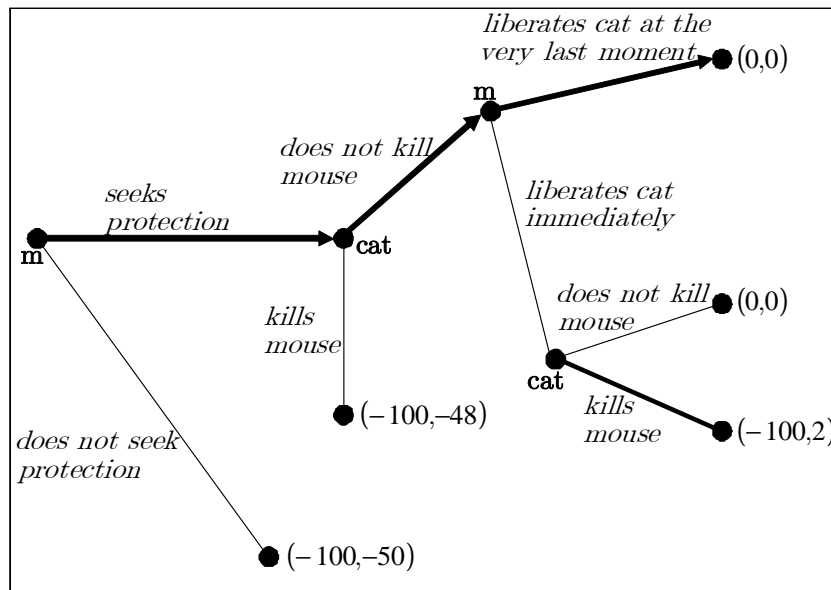 liberates cat at the
very last moment
(0,0)
m
does not kill
mouse
seeks
protection
liberates cat
immediately
m
cat
does not kill
mouse
(0,0)
kills
mouse
cat
kills
mouse
(−100,−48)
(−100,2)
does not seek
protection
(−100,−50)